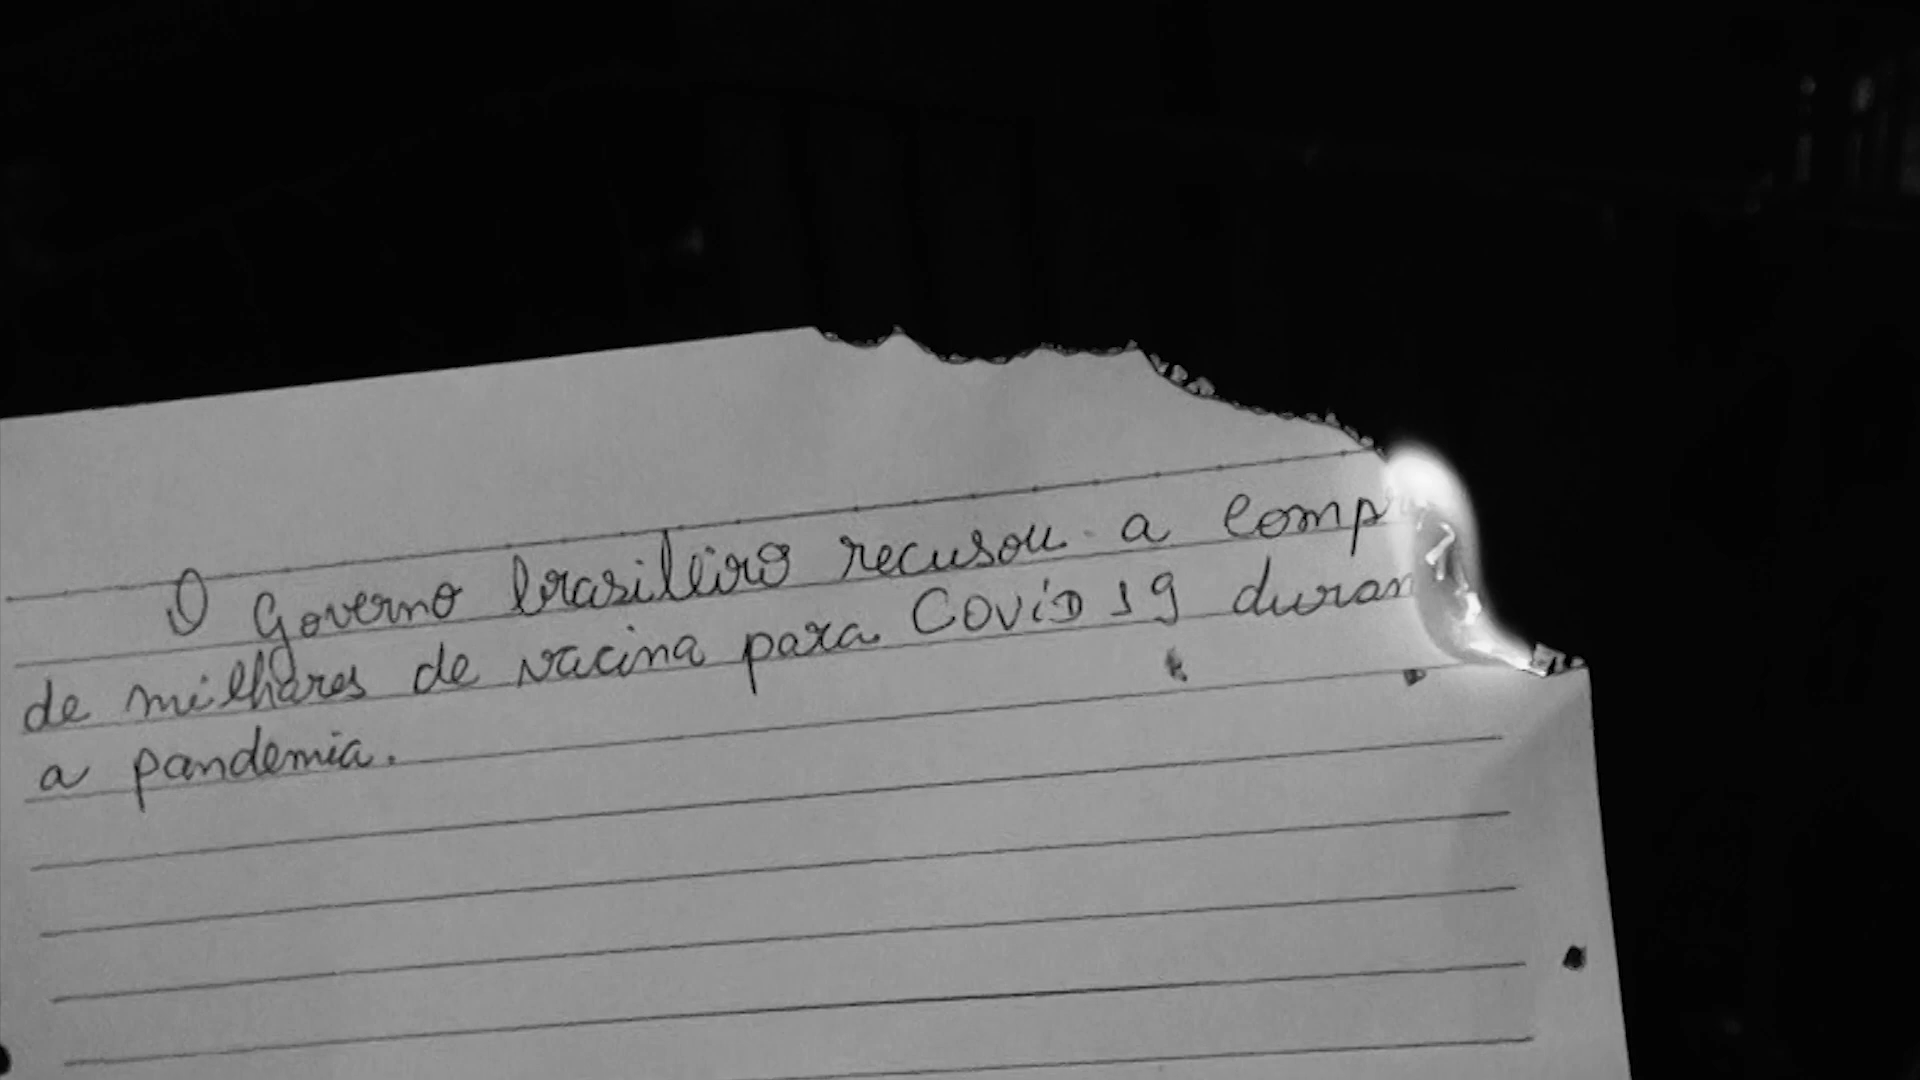 O Governo brasileiro recusou a comp
de milhares de vacina para Covid 19 duran
a pandemia.